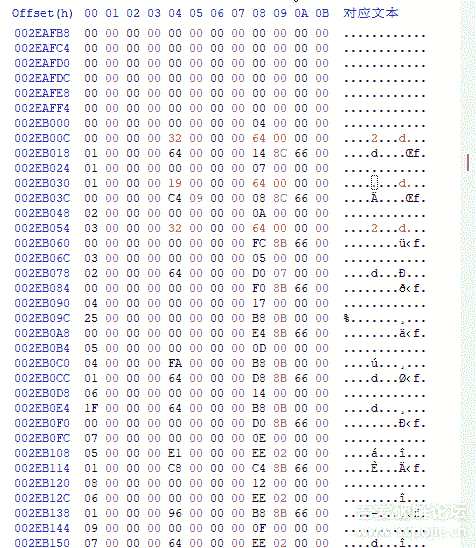 Offset(h) 00 01 02 03 04 05 06 07 08 09 0A 0B 对应文本
002EAFB8 00 00 00 00 00 00 00 00 00 00 00 00 ............
002EAFC4 00 00 00 00 00 00 00 00 00 00 00 00 ............
002EAFD0 00 00 00 00 00 00 00 00 00 00 00 00 ............
002EAFDC 00 00 00 00 00 00 00 00 00 00 00 00 ............
002EAFE8 00 00 00 00 00 00 00 00 00 00 00 00 ............
002EAFF4 00 00 00 00 00 00 00 00 00 00 00 00 ............
002EB000 00 00 00 00 00 00 00 00 04 00 00 00 ............
002EB00C 00 00 00 00 32 00 00 00 64 00 00 00 ....2...d...
002EB018 01 00 00 00 64 00 00 00 14 8C 66 00 ....d....Œf.
002EB024 01 00 00 00 00 00 00 00 07 00 00 00 ............
002EB030 01 00 00 00 19 00 00 00 64 00 00 00 ........d...
002EB03C 00 00 00 00 C4 09 00 00 08 8C 66 00 ....Ä....Œf.
002EB048 02 00 00 00 00 00 00 00 0A 00 00 00 ............
002EB054 03 00 00 00 32 00 00 00 64 00 00 00 ....2...d...
002EB060 00 00 00 00 00 00 00 00 FC 8B 66 00 ........ü‹f.
002EB06C 03 00 00 00 00 00 00 00 05 00 00 00 ............
002EB078 02 00 00 00 64 00 00 00 D0 07 00 00 ....d...Ð...
002EB084 00 00 00 00 00 00 00 00 F0 8B 66 00 ........ð‹f.
002EB090 04 00 00 00 00 00 00 00 17 00 00 00 ............
002EB09C 25 00 00 00 00 00 00 00 B8 0B 00 00 %.......¸...
002EB0A8 00 00 00 00 00 00 00 00 E4 8B 66 00 ........ä‹f.
002EB0B4 05 00 00 00 00 00 00 00 0D 00 00 00 ............
002EB0C0 04 00 00 00 FA 00 00 00 B8 0B 00 00 ....ú...¸...
002EB0CC 01 00 00 00 64 00 00 00 D8 8B 66 00 ....d...Ø‹f.
002EB0D8 06 00 00 00 00 00 00 00 14 00 00 00 ............
002EB0E4 1F 00 00 00 64 00 00 00 B8 0B 00 00 ....d...¸...
002EB0F0 00 00 00 00 00 00 00 00 D0 8B 66 00 ........Ð‹f.
002EB0FC 07 00 00 00 00 00 00 00 0E 00 00 00 ............
002EB108 05 00 00 00 E1 00 00 00 EE 02 00 00 ....á...î...
002EB114 01 00 00 00 C8 00 00 00 C4 8B 66 00 ....È...Ä‹f.
002EB120 08 00 00 00 00 00 00 00 12 00 00 00 ............
002EB12C 06 00 00 00 00 00 00 00 EE 02 00 00 ........î...
002EB138 01 00 00 00 96 00 00 00 B8 8B 66 00 ....–...¸‹f.
002EB144 09 00 00 00 00 00 00 00 0F 00 00 00 ............
002EB150 07 00 00 00 64 00 00 00 EE 02 00 00 ....d...î...